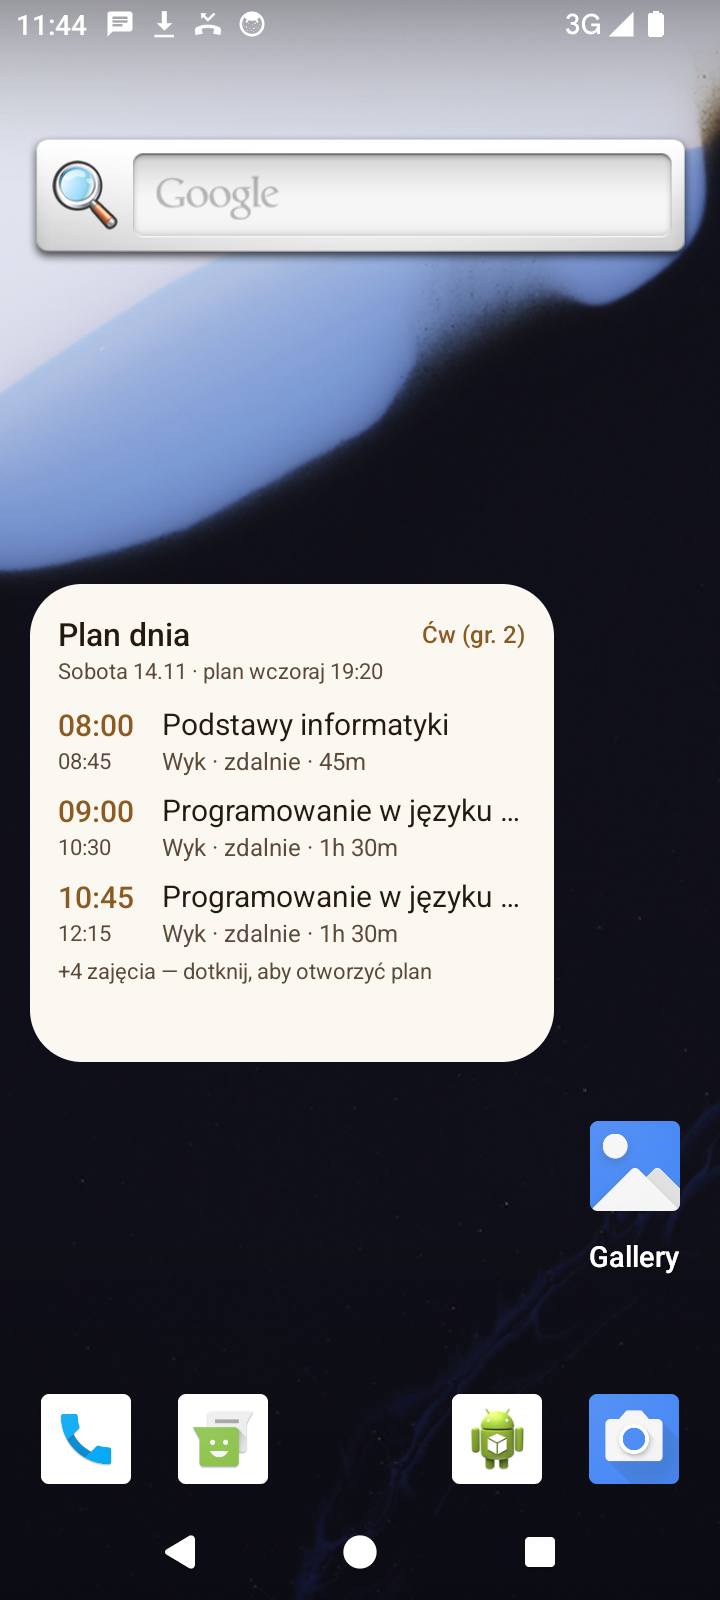 11:44 3G
Google
Plan dnia Ćw (gr. 2)
Sobota 14.11 · plan wczoraj 19:20
08:00 Podstawy informatyki
08:45 Wyk · zdalnie · 45m
09:00 Programowanie w języku ...
10:30 Wyk · zdalnie · 1h 30m
10:45 Programowanie w języku ...
12:15 Wyk · zdalnie · 1h 30m
+4 zajęcia — dotknij, aby otworzyć plan
Gallery